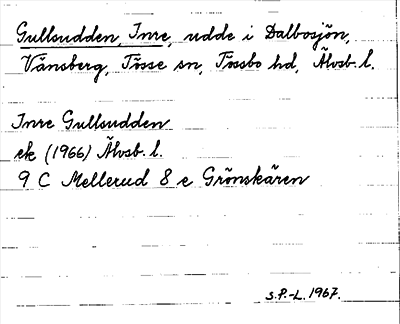 Gullsudden, Inre, udde i Dalbosjön,
Vänsberg, Tösse sn, Tössbo hd, Älvsb. l.
Inre Gullsudden
ek (1966) Älvsb. l.
9 C Mellerud 8 e Grönskären
S.P.-L. 1967.